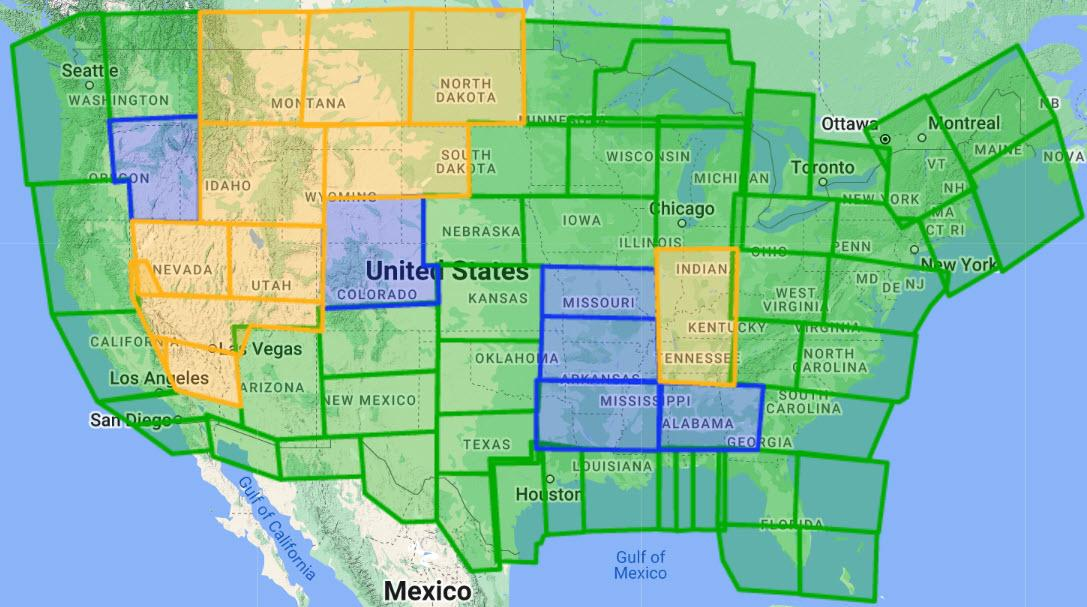 Seattle
WASHINGTON
MONTANA
NORTH
DAKOTA
MINNESOTA
Ottawa
Montreal
NB
MAINE
NOVA
OREGON
IDAHO
WYOMING
SOUTH
DAKOTA
WISCONSIN
MICHIGAN
Toronto
VT
NH
NEW YORK
MA
CT RI
NEBRASKA
IOWA
Chicago
ILLINOIS
INDIANA
OHIO
PENN
New York
NEVADA
UTAH
COLORADO
United States
KANSAS
MISSOURI
WEST
VIRGINIA
MD
DE
NJ
KENTUCKY
VIRGINIA
CALIFORNIA
Las Vegas
Los Angeles
ARIZONA
NEW MEXICO
OKLAHOMA
ARKANSAS
TENNESSEE
NORTH
CAROLINA
San Diego
MISSISSIPPI
ALABAMA
SOUTH
CAROLINA
GEORGIA
TEXAS
LOUISIANA
Houston
FLORIDA
Gulf of California
Gulf of
Mexico
Mexico